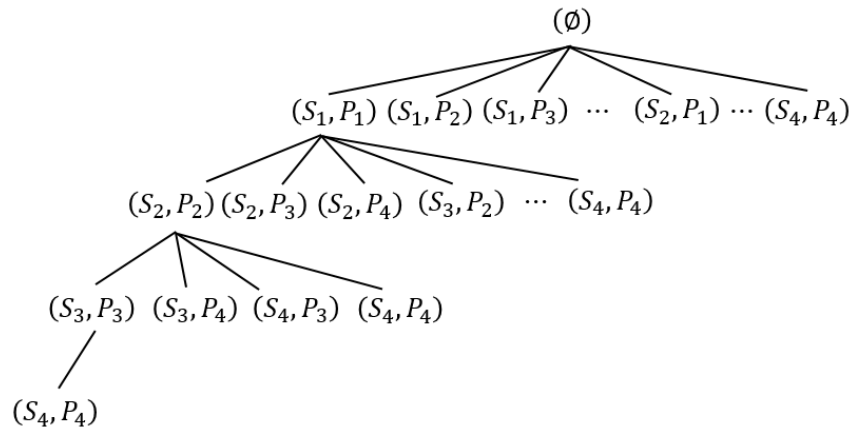 (∅)
(S₁, P₁) (S₁, P₂) (S₁, P₃) ⋯ (S₂, P₁) ⋯ (S₄, P₄)
(S₂, P₂) (S₂, P₃) (S₂, P₄) (S₃, P₂) ⋯ (S₄, P₄)
(S₃, P₃) (S₃, P₄) (S₄, P₃) (S₄, P₄)
(S₄, P₄)